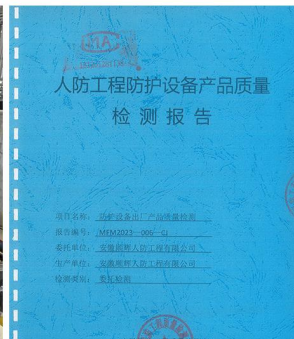 人防工程防护设备产品质量
检测报告
项目名称： 防护设备出厂产品质量检测
报告编号： MFM2023—006—GL
委托单位： 安徽顺辉人防工程有限公司
生产单位： 安徽顺辉人防工程有限公司
检测类别： 委托检测